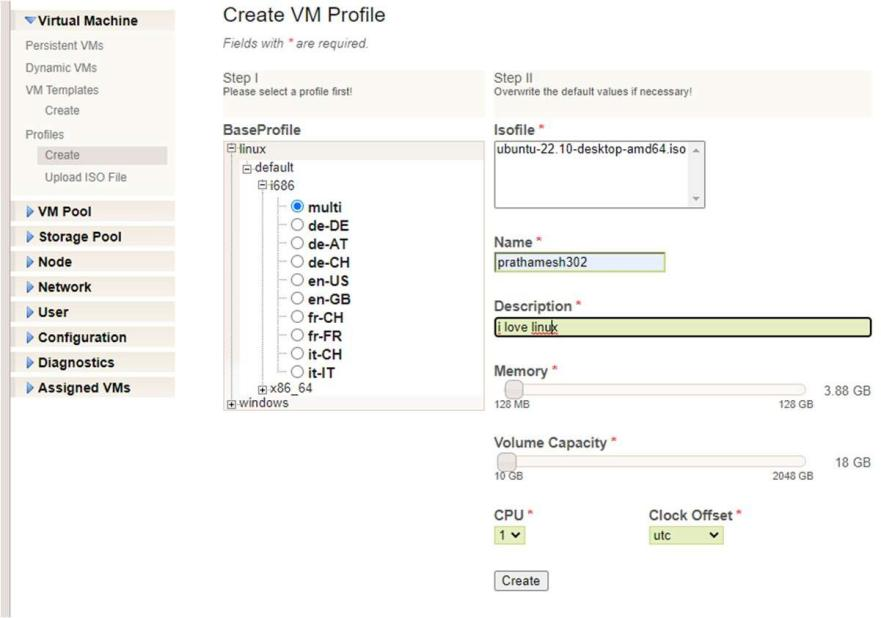 Virtual Machine
Persistent VMs
Dynamic VMs
VM Templates
Create
Profiles
Create
Upload ISO File
VM Pool
Storage Pool
Node
Network
User
Configuration
Diagnostics
Assigned VMs
Create VM Profile
Fields with * are required.
Step I
Please select a profile first!
BaseProfile
linux
default
i686
multi
de-DE
de-AT
de-CH
en-US
en-GB
fr-CH
fr-FR
it-CH
it-IT
x86_64
windows
Step II
Overwrite the default values if necessary!
Isofile *
ubuntu-22.10-desktop-amd64.iso
Name *
prathamesh302
Description *
i love linux
Memory *
3.88 GB
128 MB 128 GB
Volume Capacity *
18 GB
10 GB 2048 GB
CPU * Clock Offset *
1 utc
Create